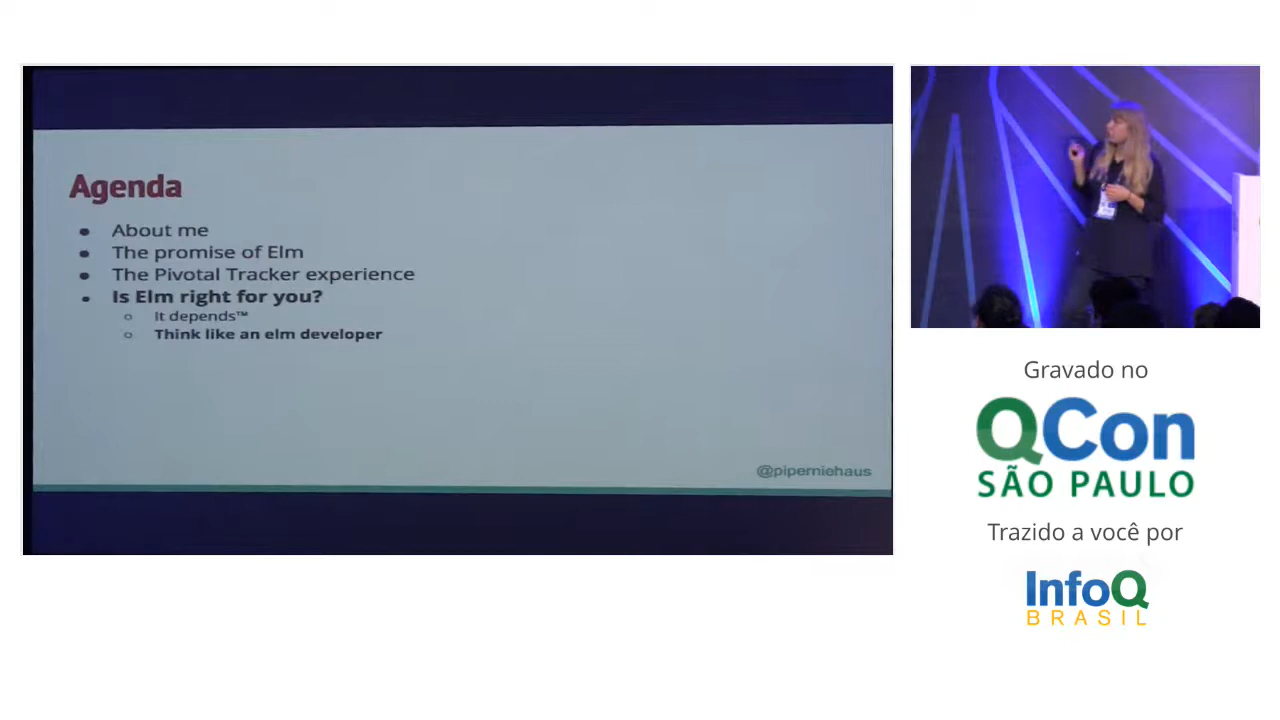 Agenda
● About me
● The promise of Elm
● The Pivotal Tracker experience
● Is Elm right for you?
○ It depends™
○ Think like an elm developer
@piperniehaus
Gravado no
QCon
SÃO PAULO
Trazido a você por
InfoQ
BRASIL